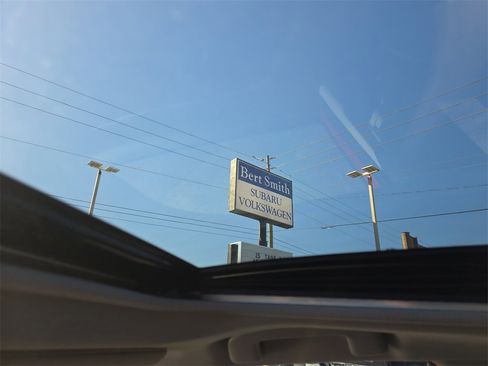 Bert Smith
SUBARU
VOLKSWAGEN